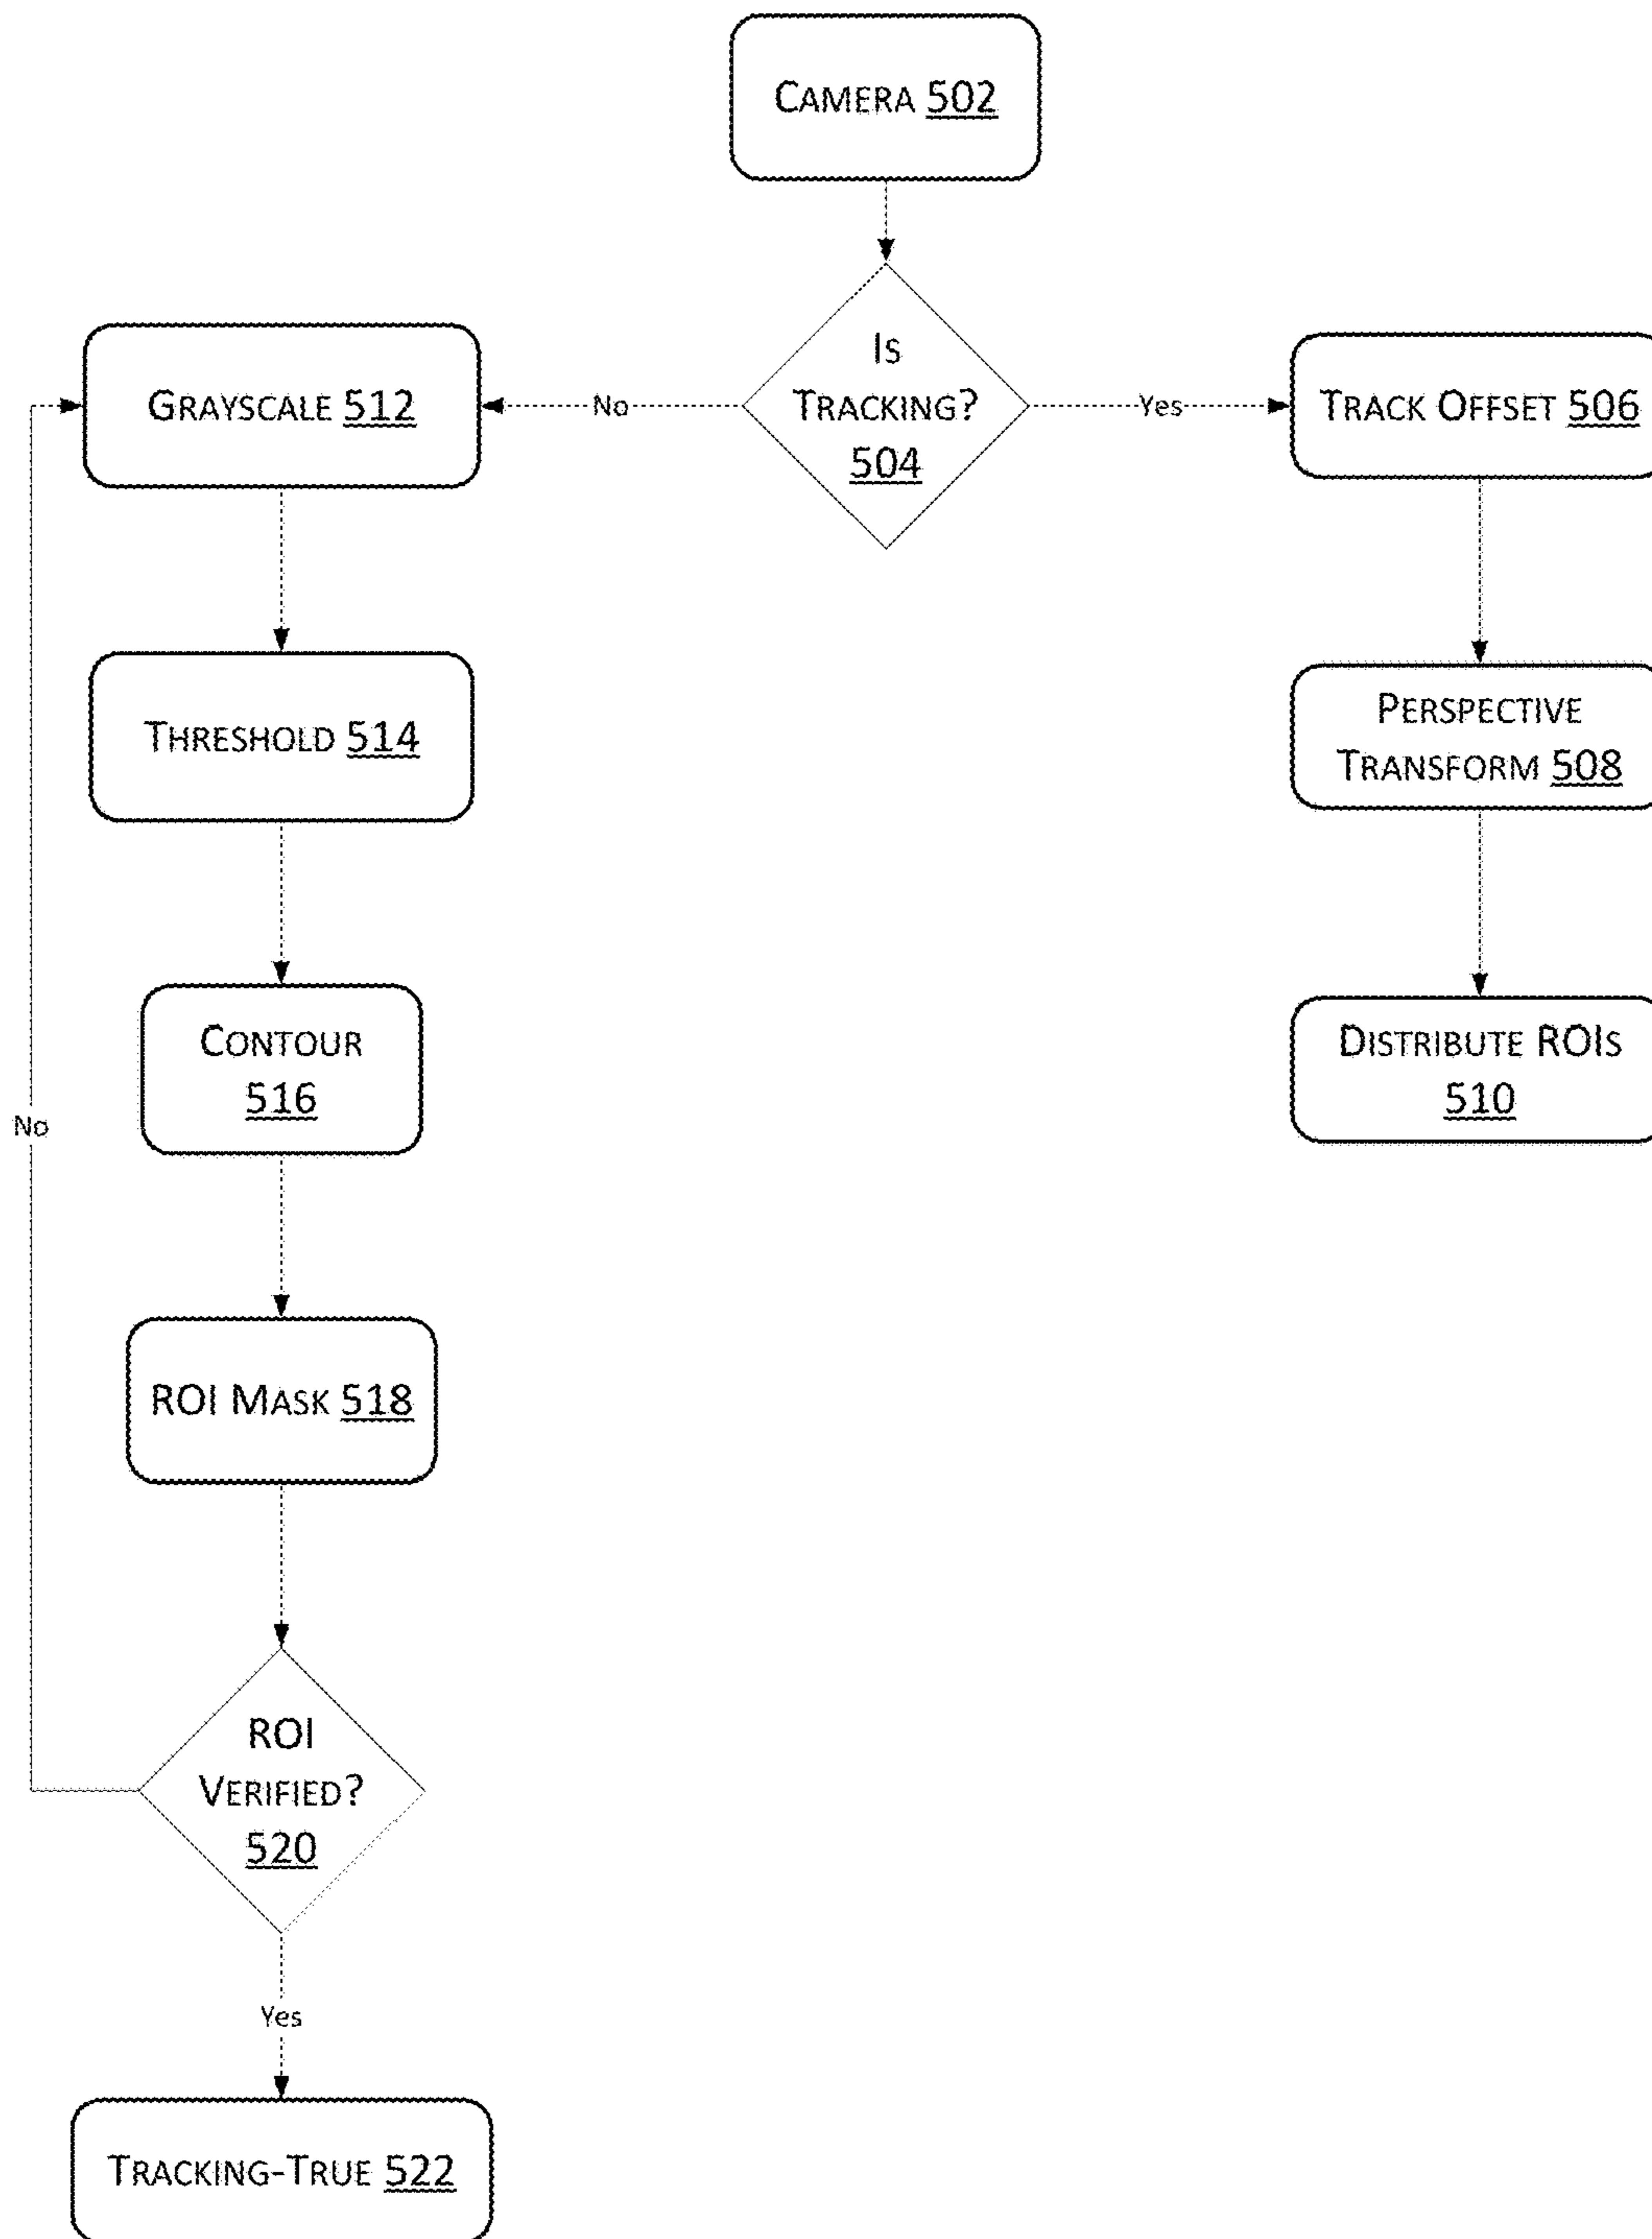 CAMERA 502
IS
TRACKING?
504
No
Yes
GRAYSCALE 512
TRACK OFFSET 506
THRESHOLD 514
PERSPECTIVE
TRANSFORM 508
CONTOUR
516
DISTRIBUTE ROIS
510
No
ROI MASK 518
ROI
VERIFIED?
520
Yes
TRACKING-TRUE 522